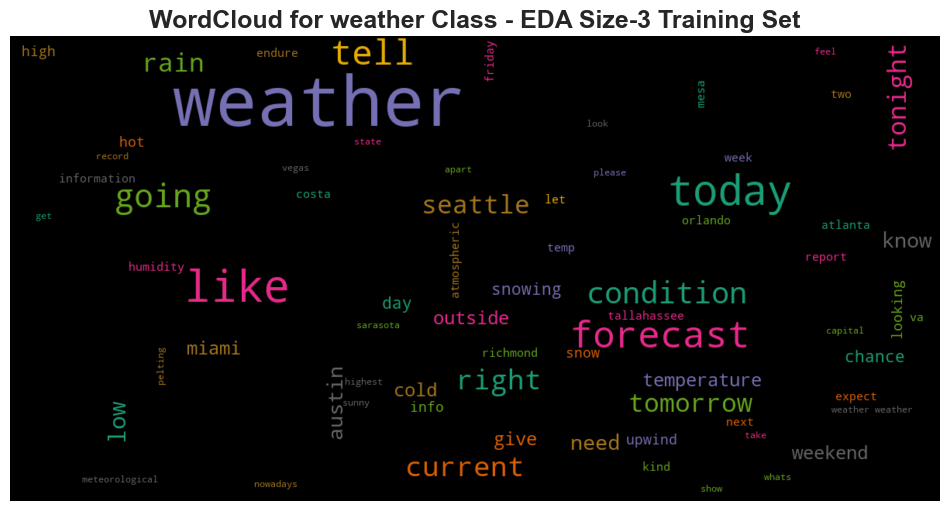 WordCloud for weather Class - EDA Size-3 Training Set
high
rain
endure
tell
friday
feel
tonight
weather
mesa
two
look
hot
state
record
week
vegas
apart
please
information
today
going
costa
seattle
let
get
orlando
atlanta
know
humidity
atmospheric
temp
report
like
snowing
condition
looking
day
outside
tallahassee
va
sarasota
forecast
capital
miami
richmond
snow
chance
pelting
austin
highest
right
temperature
cold
low
sunny
info
tomorrow
expect
weather weather
next
give
need
upwind
take
current
weekend
kind
meteorological
nowadays
whats
show